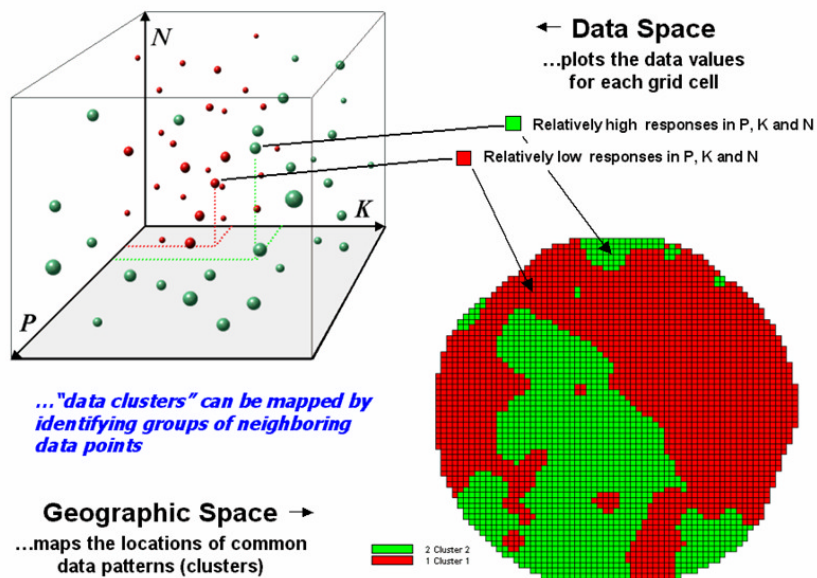 N
K
P
← Data Space
...plots the data values
for each grid cell
Relatively high responses in P, K and N
Relatively low responses in P, K and N
..."data clusters" can be mapped by
identifying groups of neighboring
data points
Geographic Space →
...maps the locations of common
data patterns (clusters)
2 Cluster 2
1 Cluster 1